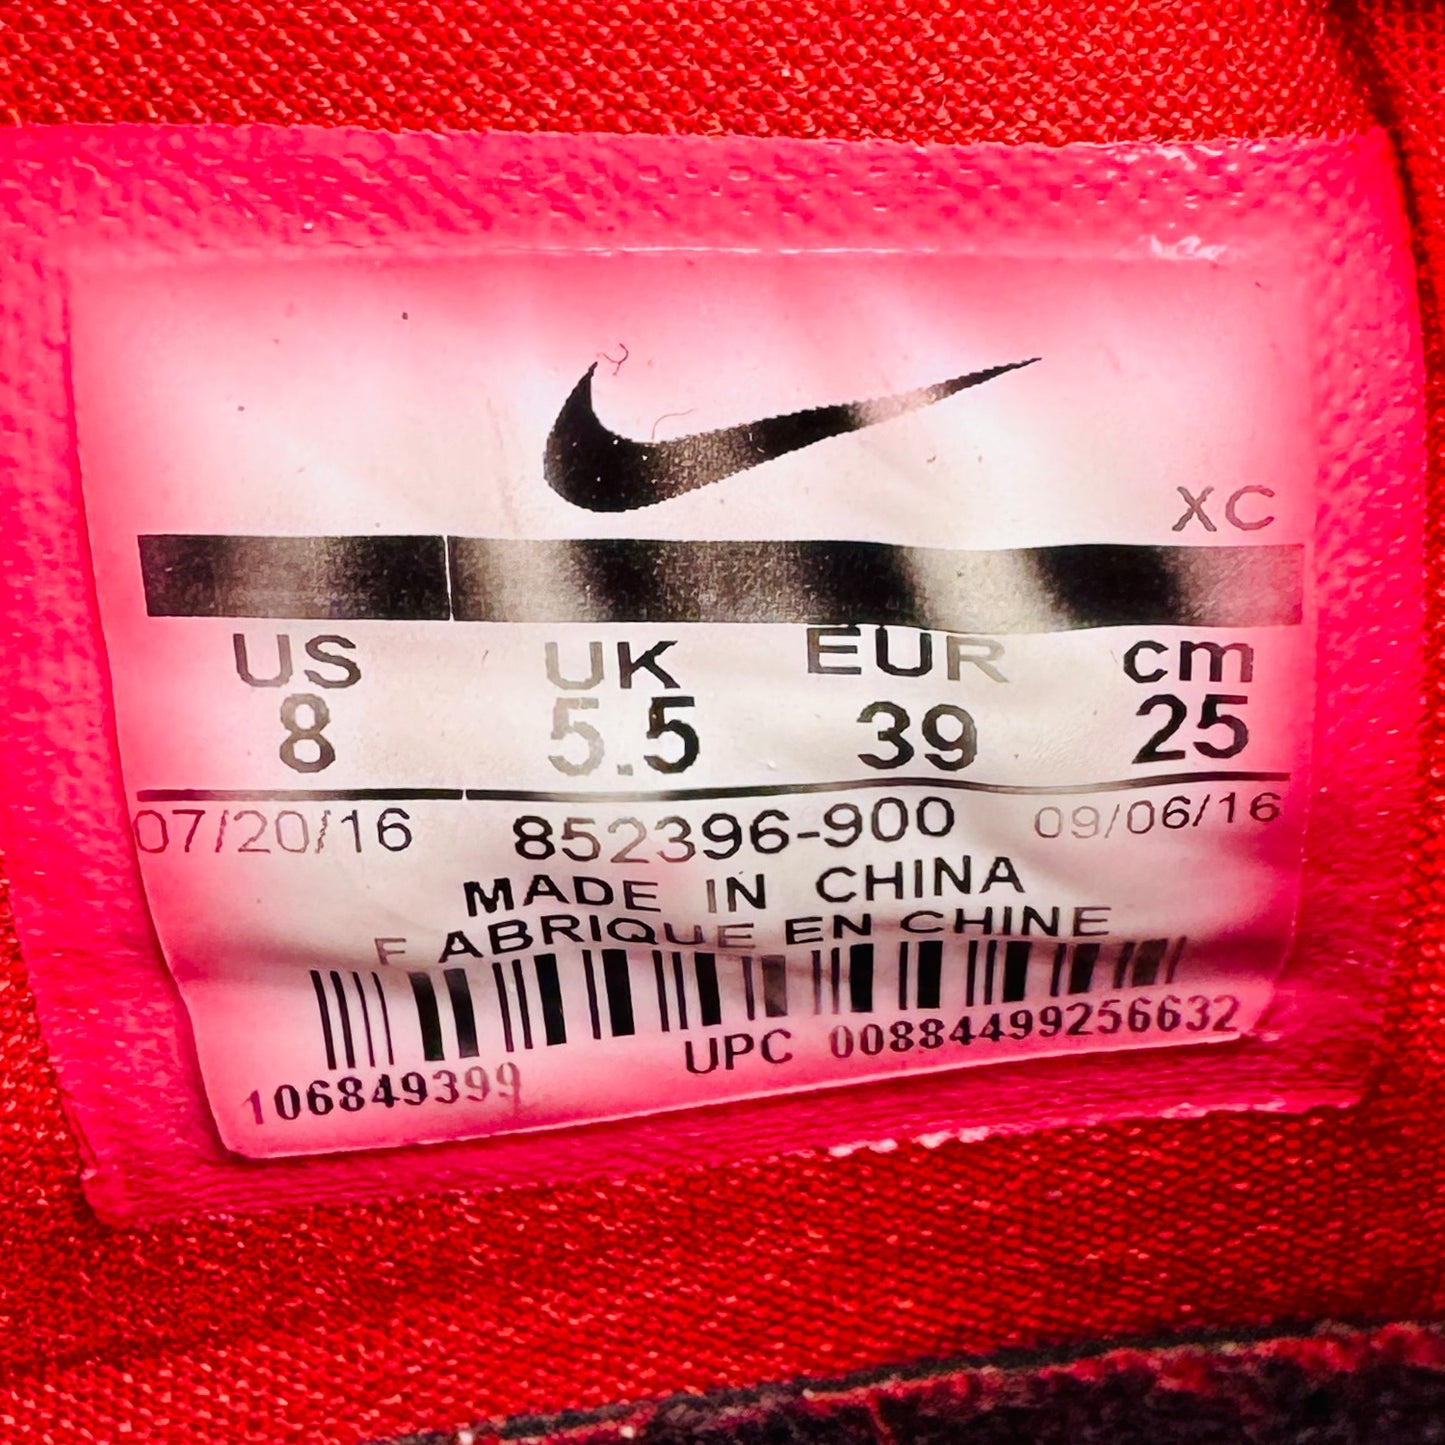 XC
US UK EUR cm
8 5.5 39 25
07/20/16 852396-900 09/06/16
MADE IN CHINA
FABRIQUE EN CHINE
UPC 00884499256632
106849399